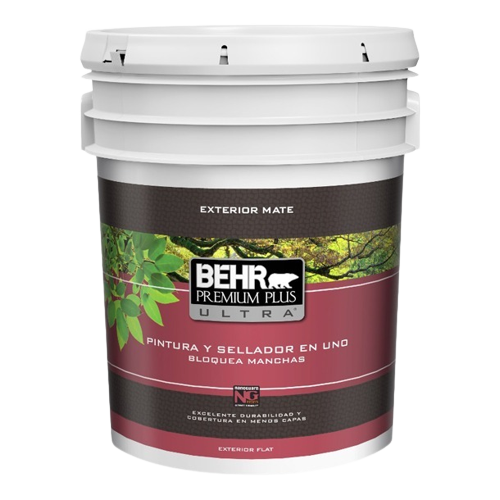 EXTERIOR MATE
BEHR
PREMIUM PLUS
ULTRA
PINTURA Y SELLADOR EN UNO
BLOQUEA MANCHAS
NG
EXCELENTE DURABILIDAD Y
COBERTURA EN MENOS CAPAS
EXTERIOR FLAT